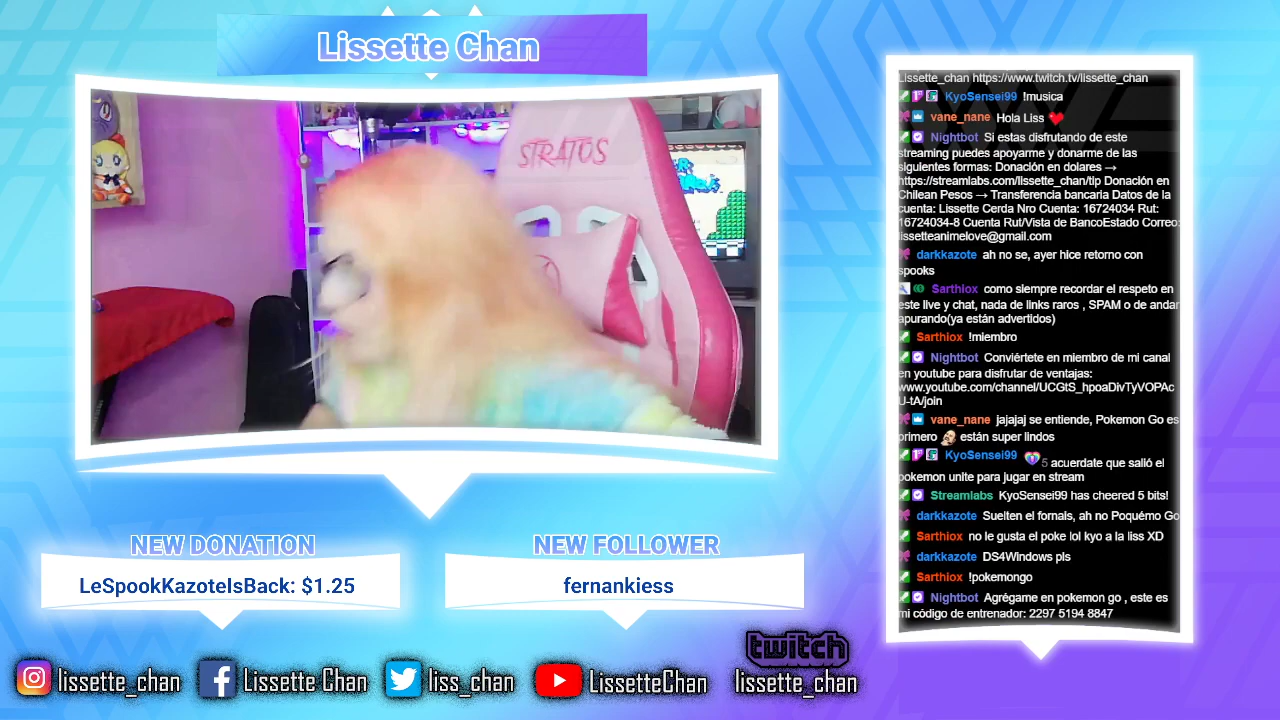 Lissette Chan
STRATOS
Lissette_chan https://www.twitch.tv/lissette_chan
KyoSensei99 !musica
vane_nane Hola Liss
Nightbot Si estas disfrutando de este
streaming puedes apoyarme y donarme de las
siguientes formas: Donación en dolares →
https://streamlabs.com/lissette_chan/tip Donación en
Chilean Pesos → Transferencia bancaria Datos de la
cuenta: Lissette Cerda Nro Cuenta: 16724034 Rut:
16724034-8 Cuenta Rut/Vista de BancoEstado Correo:
lissetteanimelove@gmail.com
darkkazote ah no se, ayer hice retorno con
spooks
Sarthiox como siempre recordar el respeto en
este live y chat, nada de links raros , SPAM o de andar
apurando(ya están advertidos)
Sarthiox !miembro
Nightbot Conviértete en miembro de mi canal
en youtube para disfrutar de ventajas:
www.youtube.com/channel/UCGtS_hpoaDivTyVOPAc
U-tA/join
vane_nane jajajaj se entiende, Pokemon Go es
primero están super lindos
KyoSensei99 5 acuerdate que salió el
pokemon unite para jugar en stream
Streamlabs KyoSensei99 has cheered 5 bits!
darkkazote Suelten el fornals, ah no Poquémo Go
Sarthiox no le gusta el poke lol kyo a la liss XD
darkkazote DS4Windows pls
Sarthiox !pokemongo
Nightbot Agrégame en pokemon go , este es
mi código de entrenador: 2297 5194 8847
NEW DONATION
LeSpookKazoteIsBack: $1.25
NEW FOLLOWER
fernankiess
lissette_chan
Lissette Chan
liss_chan
LissetteChan
twitch
lissette_chan